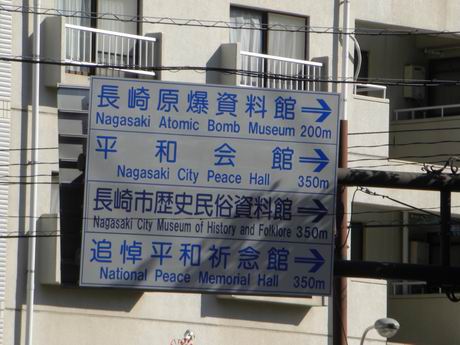 長崎原爆資料館 →
Nagasaki Atomic Bomb Museum 200m
平和会館 →
Nagasaki City Peace Hall 350m
長崎市歴史民俗資料館 →
Nagasaki City Museum of History and Folklore 350m
追悼平和祈念館 →
National Peace Memorial Hall 350m